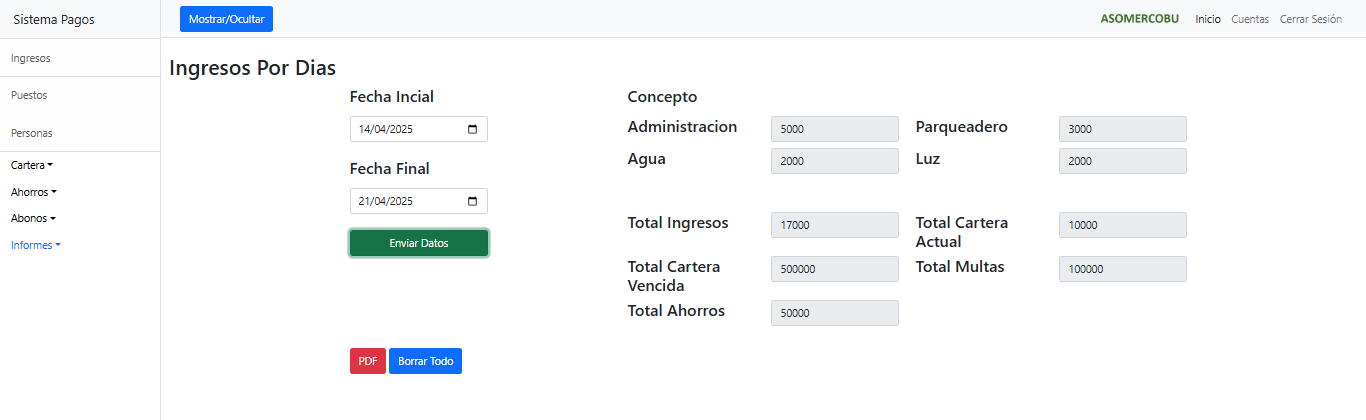 Sistema Pagos
Mostrar/Ocultar
ASOMERCOBU Inicio Cuentas Cerrar Sesión
Ingresos
Puestos
Personas
Cartera
Ahorros
Abonos
Informes
Ingresos Por Dias
Fecha Incial
14/04/2025
Fecha Final
21/04/2025
Enviar Datos
Concepto
Administracion 5000 Parqueadero 3000
Agua 2000 Luz 2000
Total Ingresos 17000 Total Cartera
Actual 10000
Total Cartera
Vencida 500000 Total Multas 100000
Total Ahorros 50000
PDF Borrar Todo